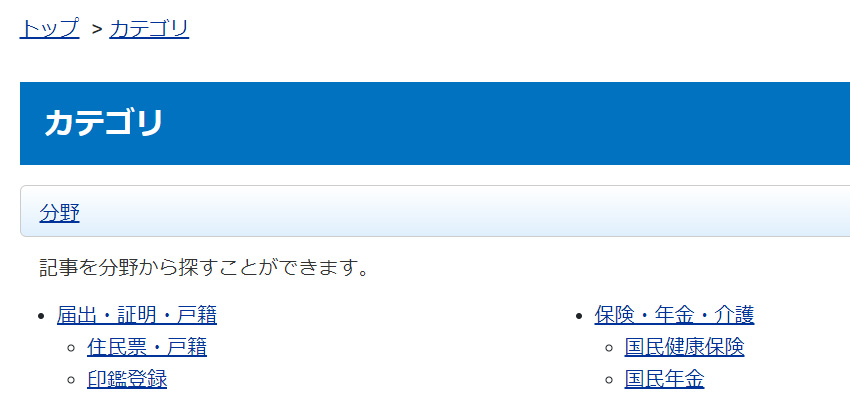 トップ > カテゴリ
カテゴリ
分野
記事を分野から探すことができます。
届出・証明・戸籍
住民票・戸籍
印鑑登録
保険・年金・介護
国民健康保険
国民年金